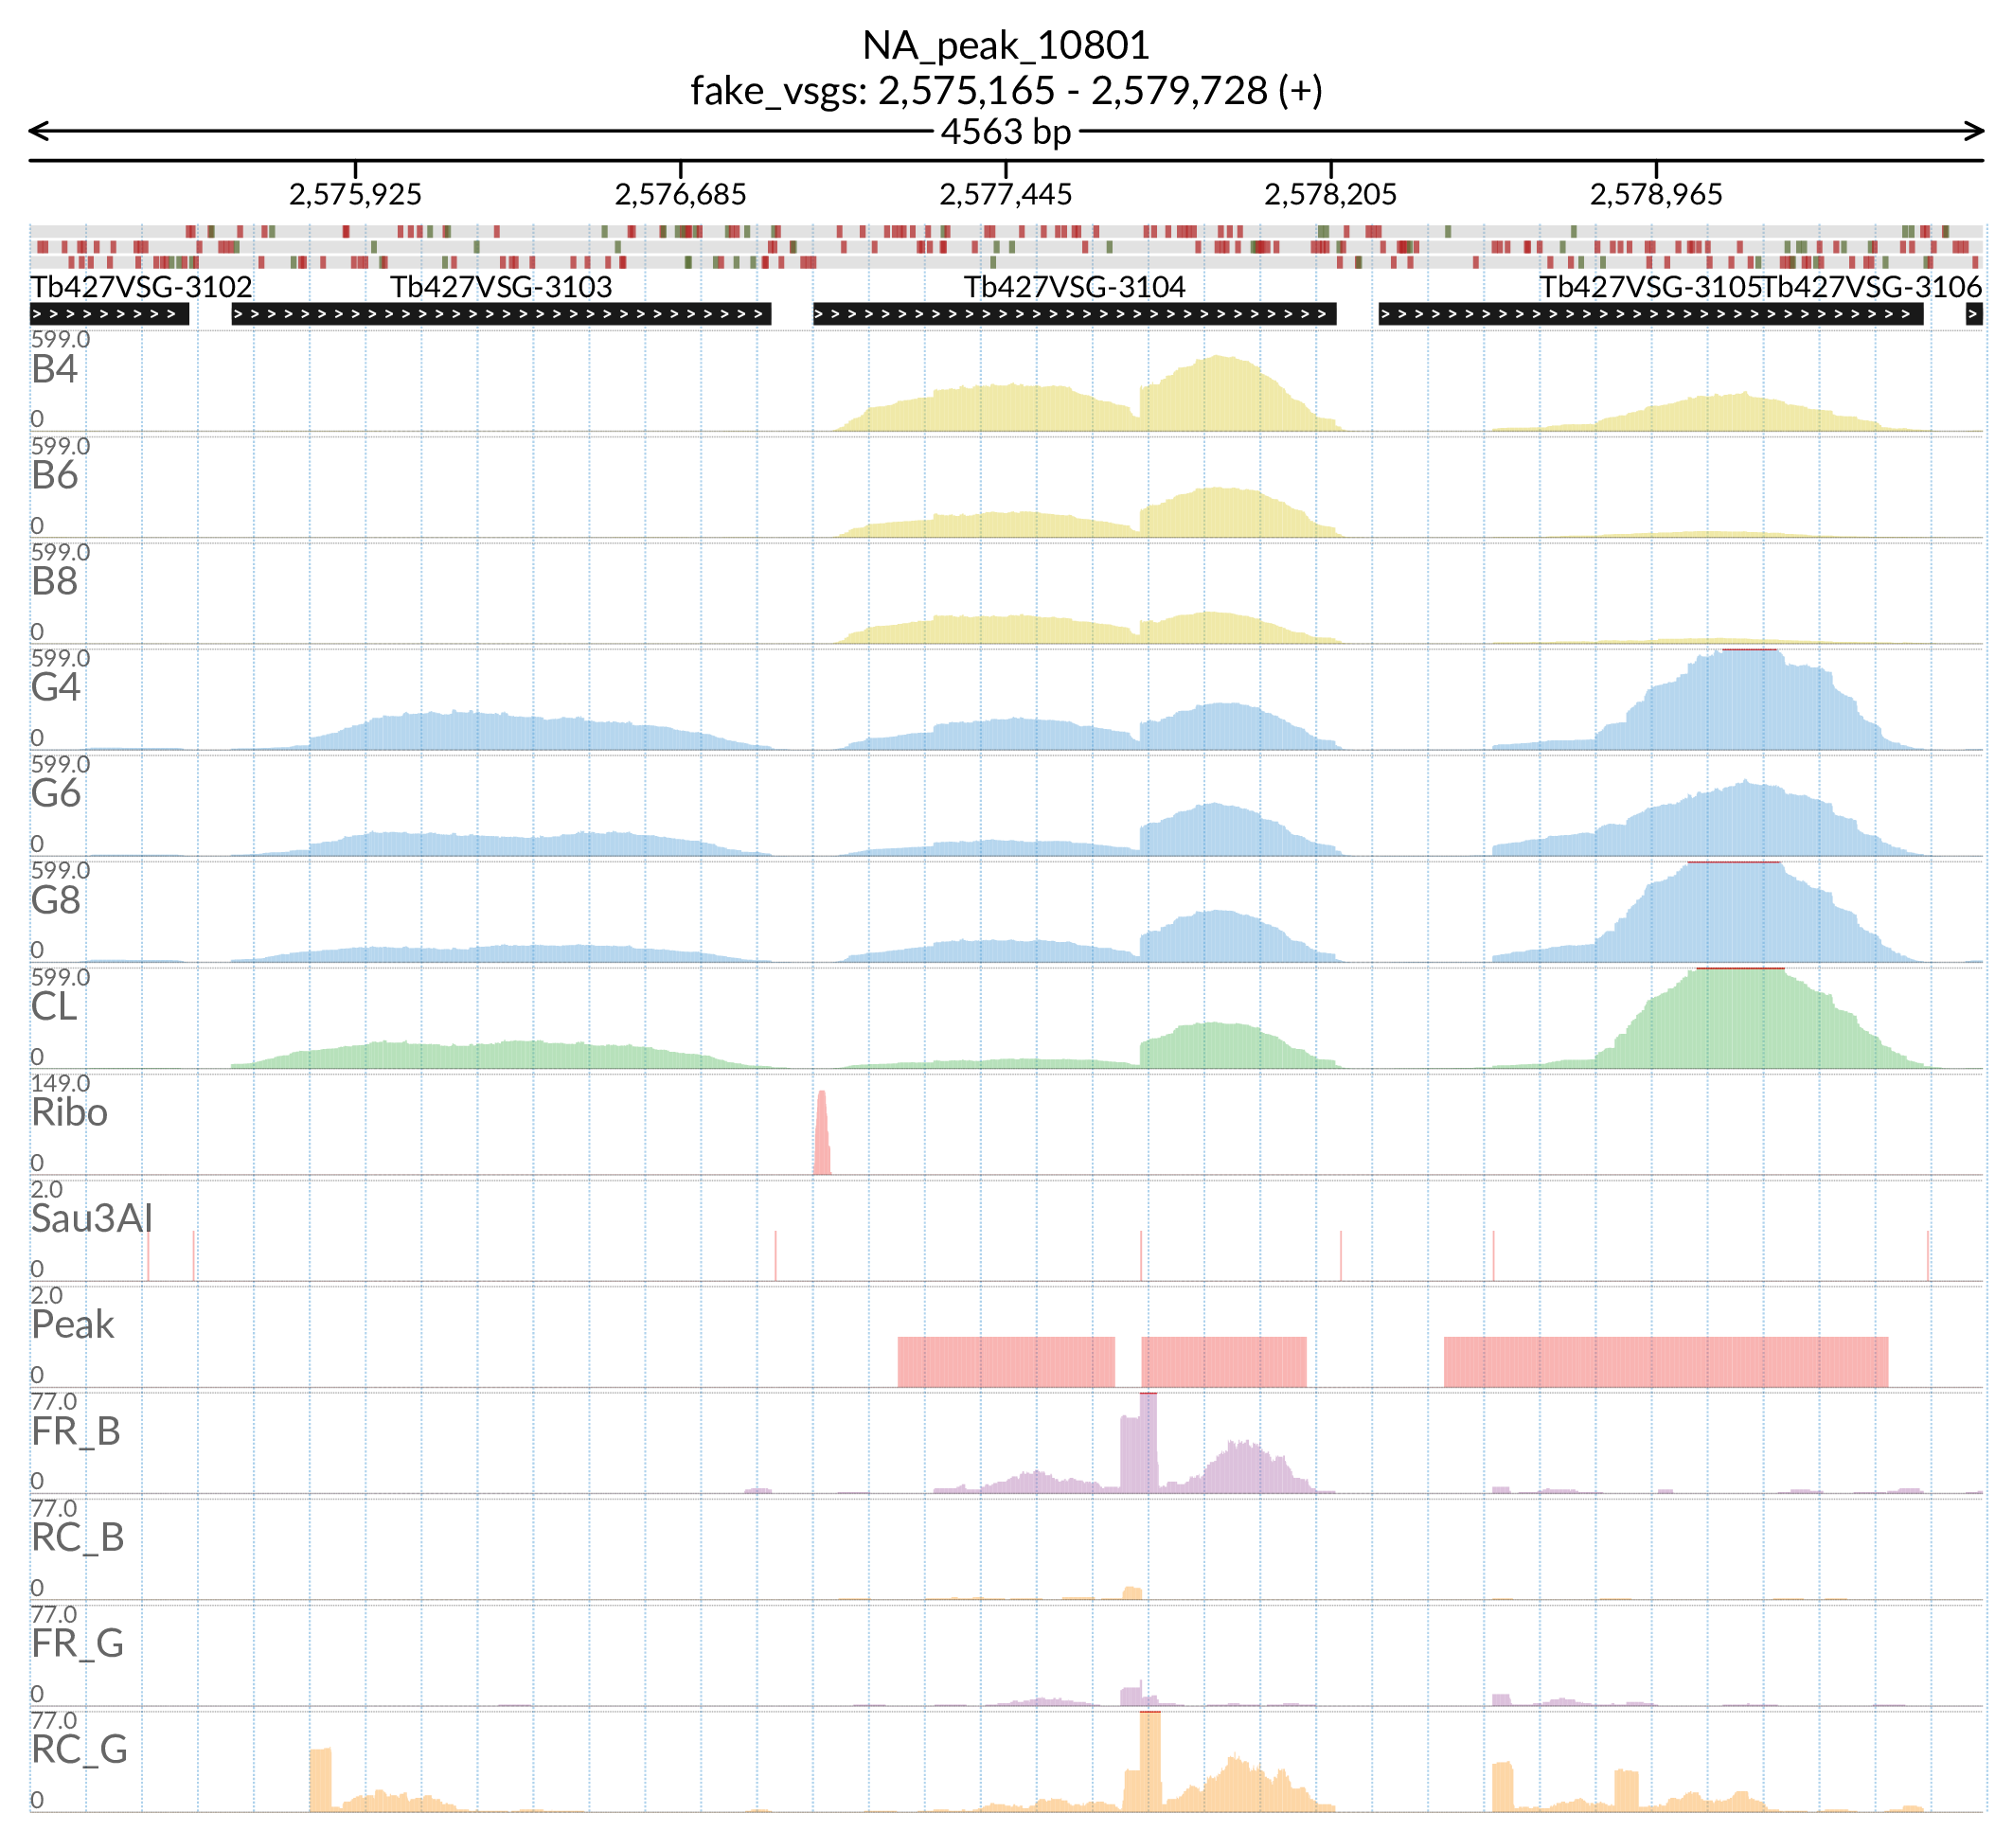 NA_peak_10801
fake_vsgs: 2,575,165 - 2,579,728 (+)
4563 bp
2,575,925 2,576,685 2,577,445 2,578,205 2,578,965
Tb427VSG-3102 Tb427VSG-3103 Tb427VSG-3104 Tb427VSG-3105 Tb427VSG-3106
599.0
B4
0
599.0
B6
0
599.0
B8
0
599.0
G4
0
599.0
G6
0
599.0
G8
0
599.0
CL
0
149.0
Ribo
0
2.0
Sau3AI
0
2.0
Peak
0
77.0
FR_B
0
77.0
RC_B
0
77.0
FR_G
0
77.0
RC_G
0